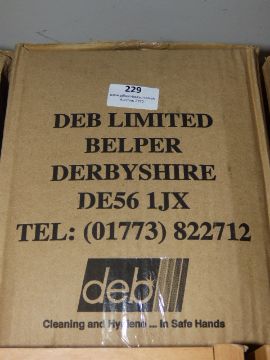 229
DEB LIMITED
BELPER
DERBYSHIRE
DE56 1JX
TEL: (01773) 822712
deb
Cleaning and Hygiene ... In Safe Hands